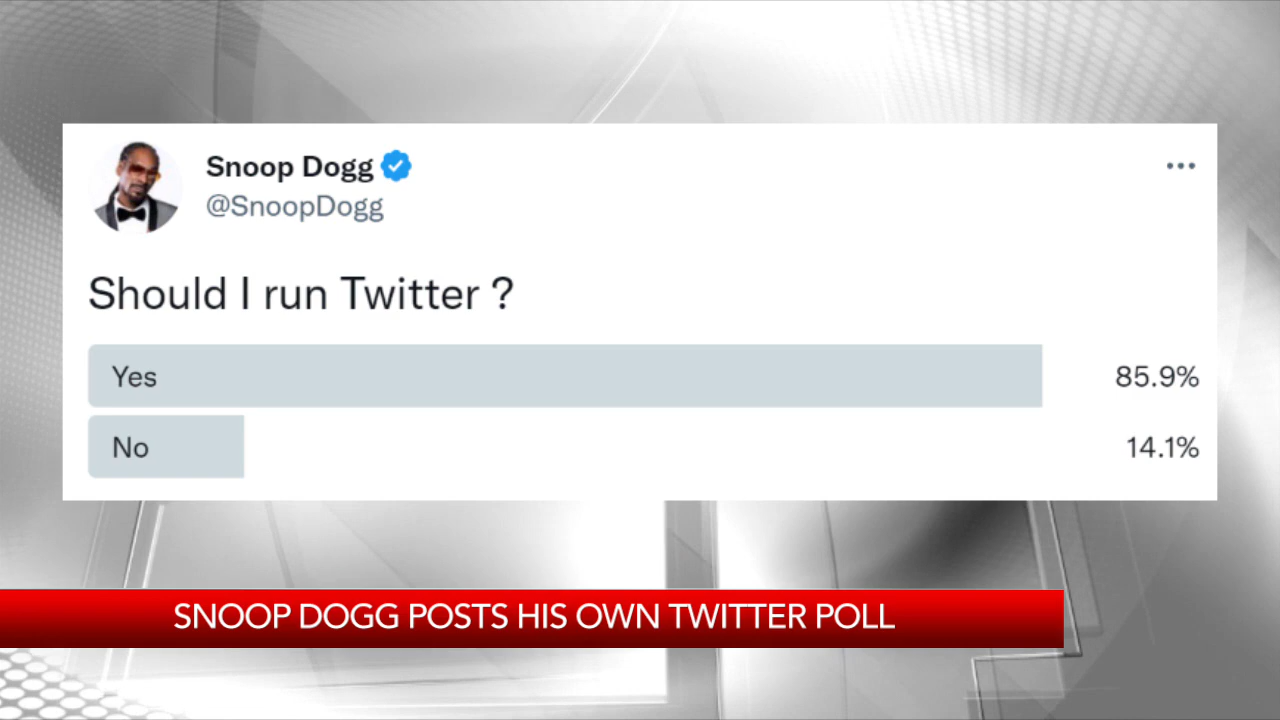 Snoop Dogg
@SnoopDogg
Should I run Twitter ?
Yes 85.9%
No 14.1%
SNOOP DOGG POSTS HIS OWN TWITTER POLL